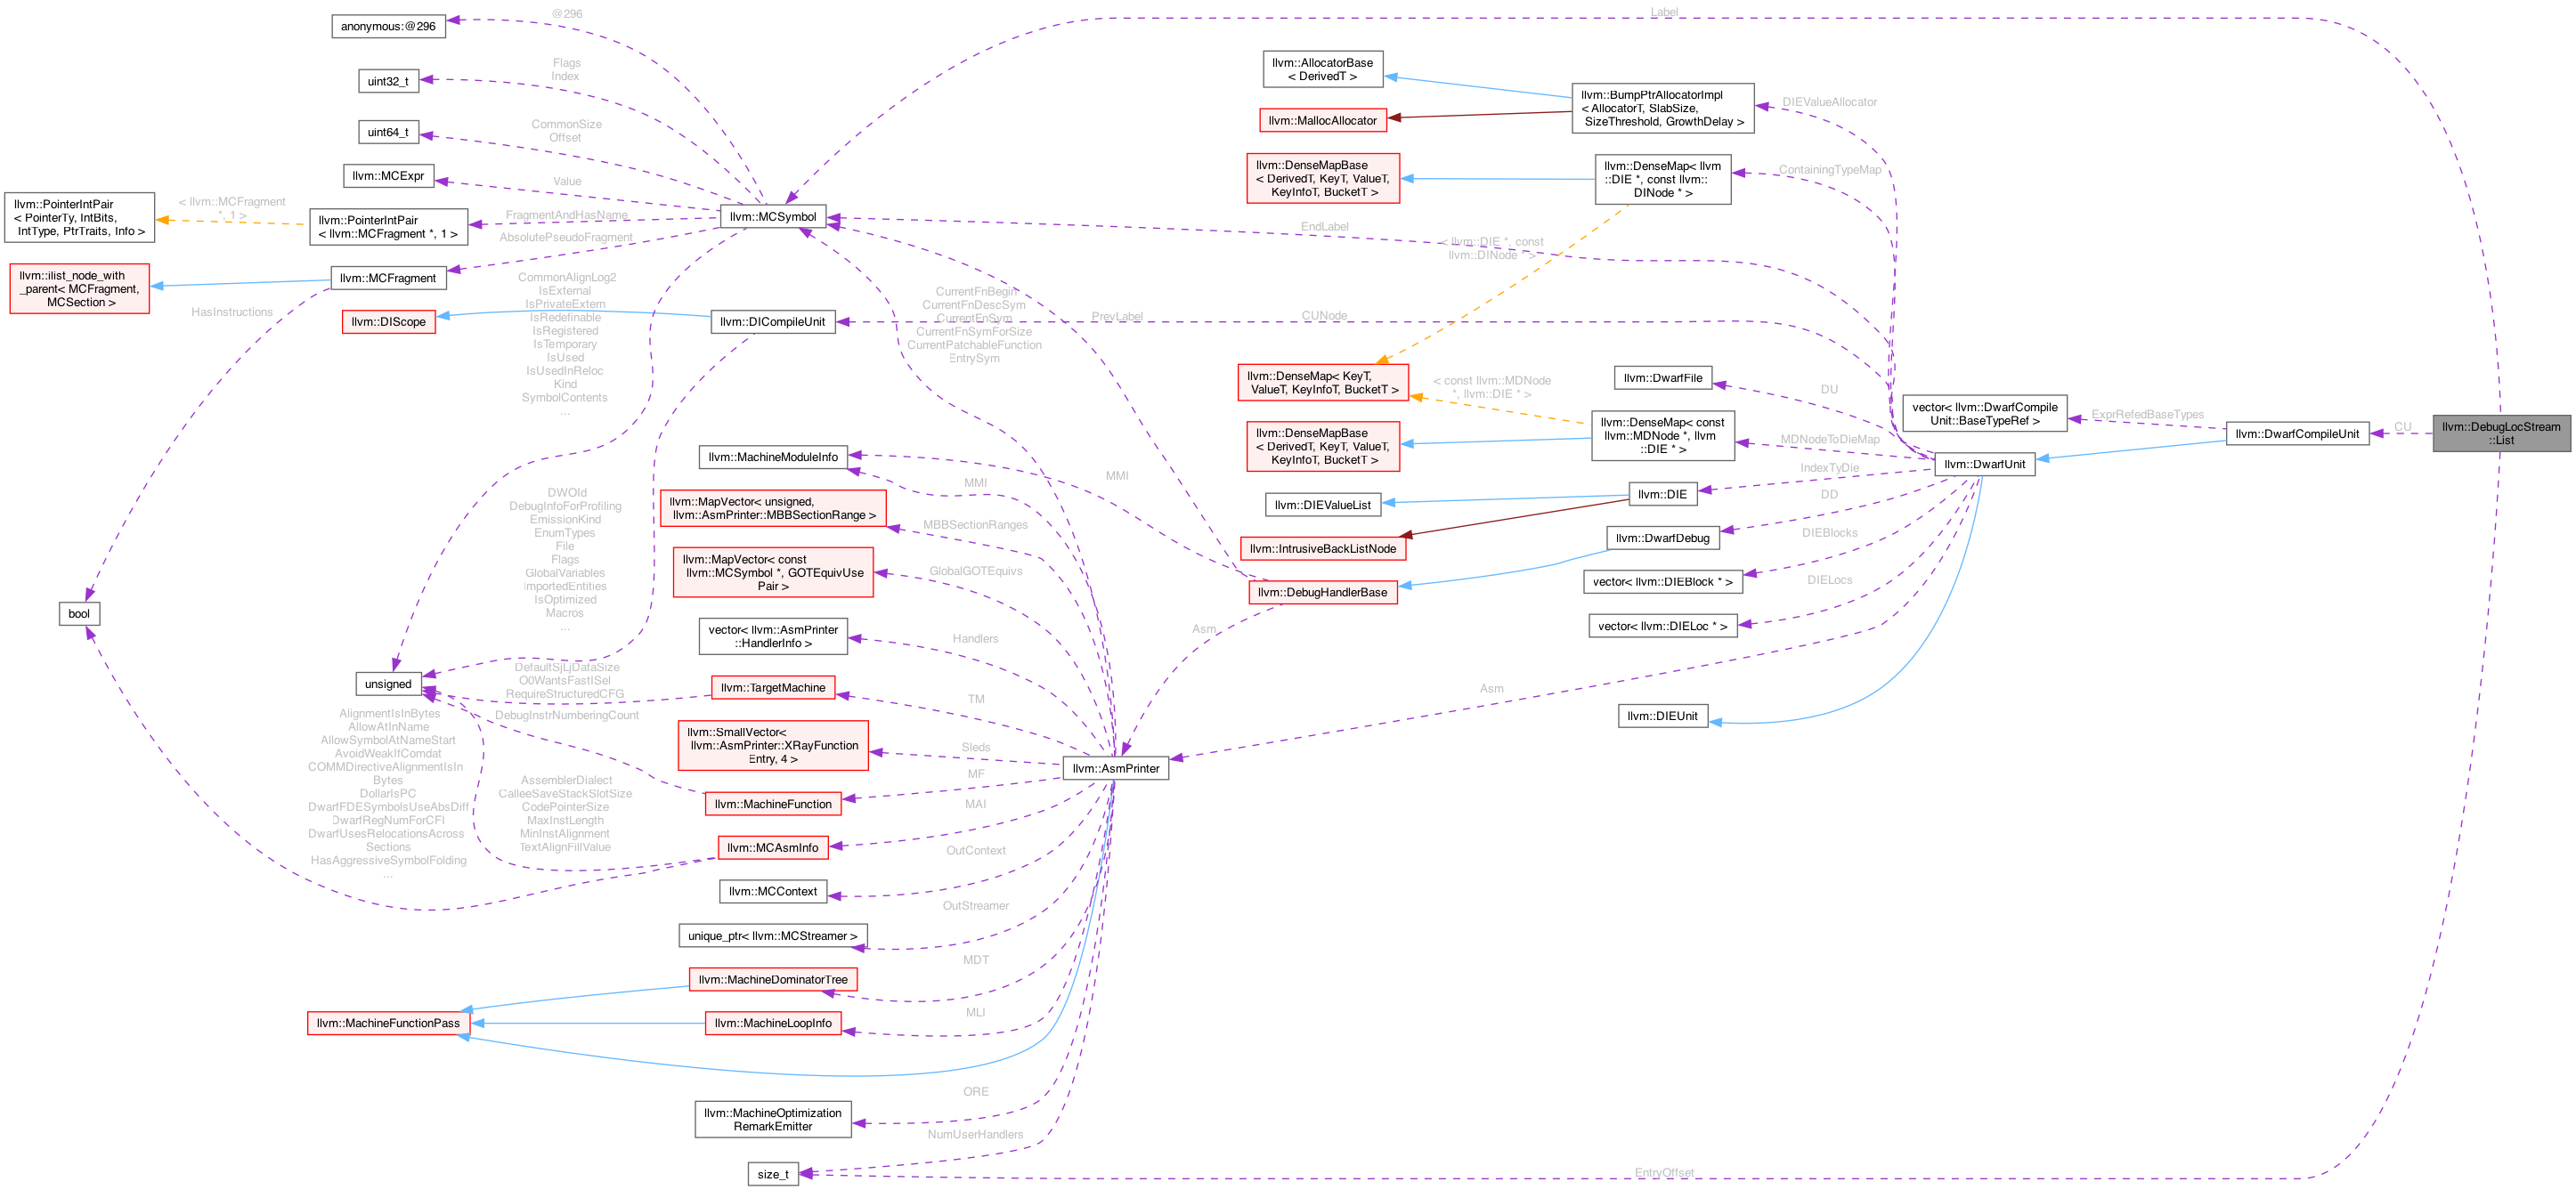 anonymous:@296
uint32_t
uint64_t
llvm::MCExpr
llvm::PointerIntPair
< PointerTy, IntBits,
IntType, PtrTraits, Info >
< llvm::MCFragment
*, 1 >
llvm::PointerIntPair
< llvm::MCFragment *, 1 >
llvm::ilist_node_with
_parent< MCFragment,
MCSection >
llvm::MCFragment
HasInstructions
llvm::DIScope
bool
unsigned
@296
Flags
Index
CommonSize
Offset
Value
FragmentAndHasName
AbsolutePseudoFragment
CommonAlignLog2
IsExternal
IsPrivateExtern
IsRedefinable
IsRegistered
IsTemporary
IsUsed
IsUsedInReloc
Kind
SymbolContents
...
DWOId
DebugInfoForProfiling
EmissionKind
EnumTypes
File
Flags
GlobalVariables
ImportedEntities
IsOptimized
Macros
...
DefaultSjLjDataSize
O0WantsFastISel
RequireStructuredCFG
DebugInstrNumberingCount
AlignmentIsInBytes
AllowAtInName
AllowSymbolAtNameStart
AvoidWeakIfComdat
COMMDirectiveAlignmentIsIn
Bytes
DollarIsPC
DwarfFDESymbolsUseAbsDiff
DwarfRegNumForCFI
DwarfUsesRelocationsAcross
Sections
HasAggressiveSymbolFolding
...
AssemblerDialect
CalleeSaveStackSlotSize
CodePointerSize
MaxInstLength
MinInstAlignment
TextAlignFillValue
llvm::MachineFunctionPass
llvm::MCSymbol
llvm::DICompileUnit
llvm::MachineModuleInfo
llvm::MapVector< unsigned,
llvm::AsmPrinter::MBBSectionRange >
llvm::MapVector< const
llvm::MCSymbol *, GOTEquivUse
Pair >
vector< llvm::AsmPrinter
::HandlerInfo >
llvm::TargetMachine
llvm::SmallVector<
llvm::AsmPrinter::XRayFunction
Entry, 4 >
llvm::MachineFunction
llvm::MCAsmInfo
llvm::MCContext
unique_ptr< llvm::MCStreamer >
llvm::MachineDominatorTree
llvm::MachineLoopInfo
llvm::MachineOptimization
RemarkEmitter
size_t
CurrentFnBegin
CurrentFnDescSym
CurrentFnSym
CurrentFnSymForSize
CurrentPatchableFunction
EntrySym
MMI
MBBSectionRanges
GlobalGOTEquivs
Handlers
TM
Sleds
MF
MAI
OutContext
OutStreamer
MDT
MLI
ORE
NumUserHandlers
PrevLabel
MMI
llvm::AsmPrinter
Asm
llvm::AllocatorBase
< DerivedT >
llvm::MallocAllocator
llvm::DenseMapBase
< DerivedT, KeyT, ValueT,
KeyInfoT, BucketT >
EndLabel
CUNode
llvm::DenseMap< KeyT,
ValueT, KeyInfoT, BucketT >
llvm::DenseMapBase
< DerivedT, KeyT, ValueT,
KeyInfoT, BucketT >
llvm::DIEValueList
llvm::IntrusiveBackListNode
llvm::DebugHandlerBase
< llvm::DIE *, const
llvm::DINode * >
< const llvm::MDNode
*, llvm::DIE * >
Asm
Label
llvm::BumpPtrAllocatorImpl
< AllocatorT, SlabSize,
SizeThreshold, GrowthDelay >
llvm::DenseMap< llvm
::DIE *, const llvm::
DINode * >
llvm::DwarfFile
llvm::DenseMap< const
llvm::MDNode *, llvm
::DIE * >
llvm::DIE
llvm::DwarfDebug
vector< llvm::DIEBlock * >
vector< llvm::DIELoc * >
llvm::DIEUnit
EntryOffset
DIEValueAllocator
ContainingTypeMap
DU
MDNodeToDieMap
IndexTyDie
DD
DIEBlocks
DIELocs
vector< llvm::DwarfCompile
Unit::BaseTypeRef >
llvm::DwarfUnit
ExprRefedBaseTypes
llvm::DwarfCompileUnit
CU
llvm::DebugLocStream
::List